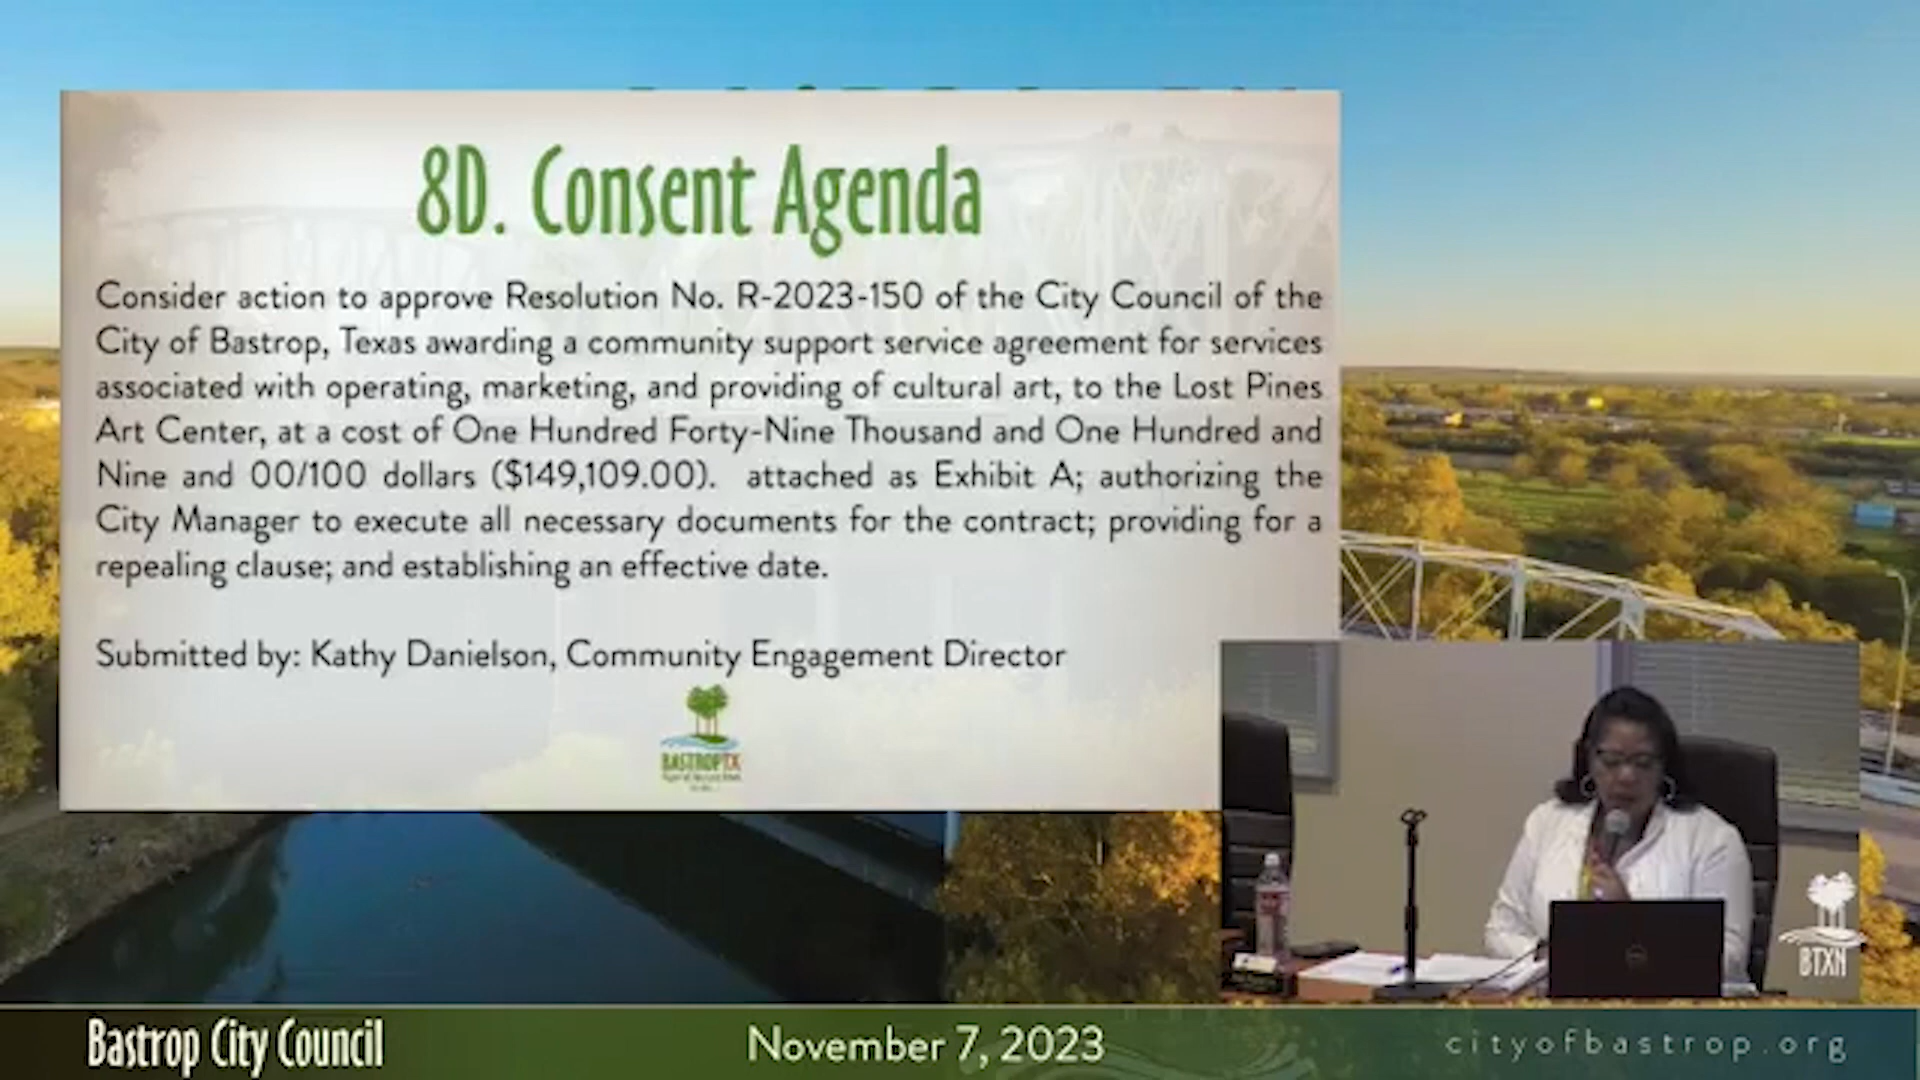 8D. Consent Agenda
Consider action to approve Resolution No. R-2023-150 of the City Council of the
City of Bastrop, Texas awarding a community support service agreement for services
associated with operating, marketing, and providing of cultural art, to the Lost Pines
Art Center, at a cost of One Hundred Forty-Nine Thousand and One Hundred and
Nine and 00/100 dollars ($149,109.00).  attached as Exhibit A; authorizing the
City Manager to execute all necessary documents for the contract; providing for a
repealing clause; and establishing an effective date.
Submitted by: Kathy Danielson, Community Engagement Director
BASTROPTX
BTXN
Bastrop City Council
November 7, 2023
cityofbastrop.org